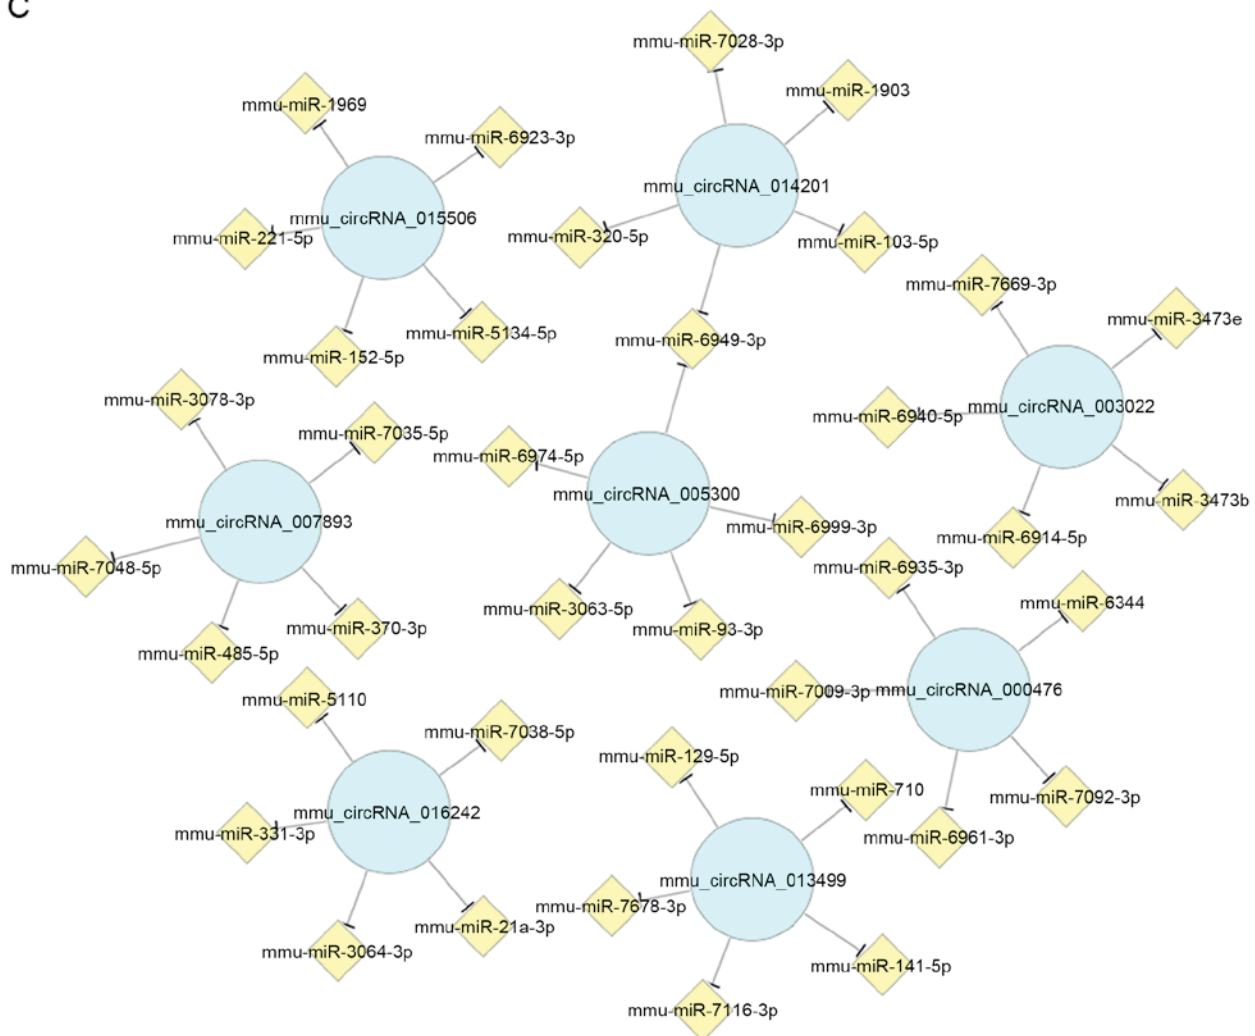 C
mmu-miR-7028-3p
mmu-miR-1903
mmu-miR-1969
mmu-miR-6923-3p
mmu_circRNA_014201
mmu_circRNA_015506
mmu-miR-221-5p
mmu-miR-320-5p
mmu-miR-103-5p
mmu-miR-7669-3p
mmu-miR-3473e
mmu-miR-5134-5p
mmu-miR-6949-3p
mmu-miR-152-5p
mmu-miR-3078-3p
mmu_circRNA_003022
mmu-miR-6940-5p
mmu-miR-7035-5p
mmu-miR-6974-5p
mmu_circRNA_005300
mmu-miR-3473b
mmu_circRNA_007893
mmu-miR-6999-3p
mmu-miR-6914-5p
mmu-miR-7048-5p
mmu-miR-6935-3p
mmu-miR-6344
mmu-miR-3063-5p
mmu-miR-370-3p
mmu-miR-93-3p
mmu-miR-485-5p
mmu-miR-7009-3p
mmu_circRNA_000476
mmu-miR-5110
mmu-miR-7038-5p
mmu-miR-129-5p
mmu-miR-710
mmu-miR-7092-3p
mmu_circRNA_016242
mmu-miR-331-3p
mmu-miR-6961-3p
mmu_circRNA_013499
mmu-miR-7678-3p
mmu-miR-21a-3p
mmu-miR-3064-3p
mmu-miR-141-5p
mmu-miR-7116-3p